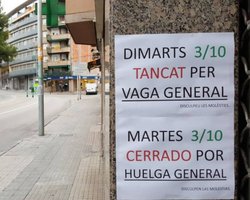 DIMARTS 3/10
TANCAT PER
VAGA GENERAL
DISCULPEU LES MOLÈSTIES
MARTES 3/10
CERRADO POR
HUELGA GENERAL
DISCULPEN LAS MOLESTIAS